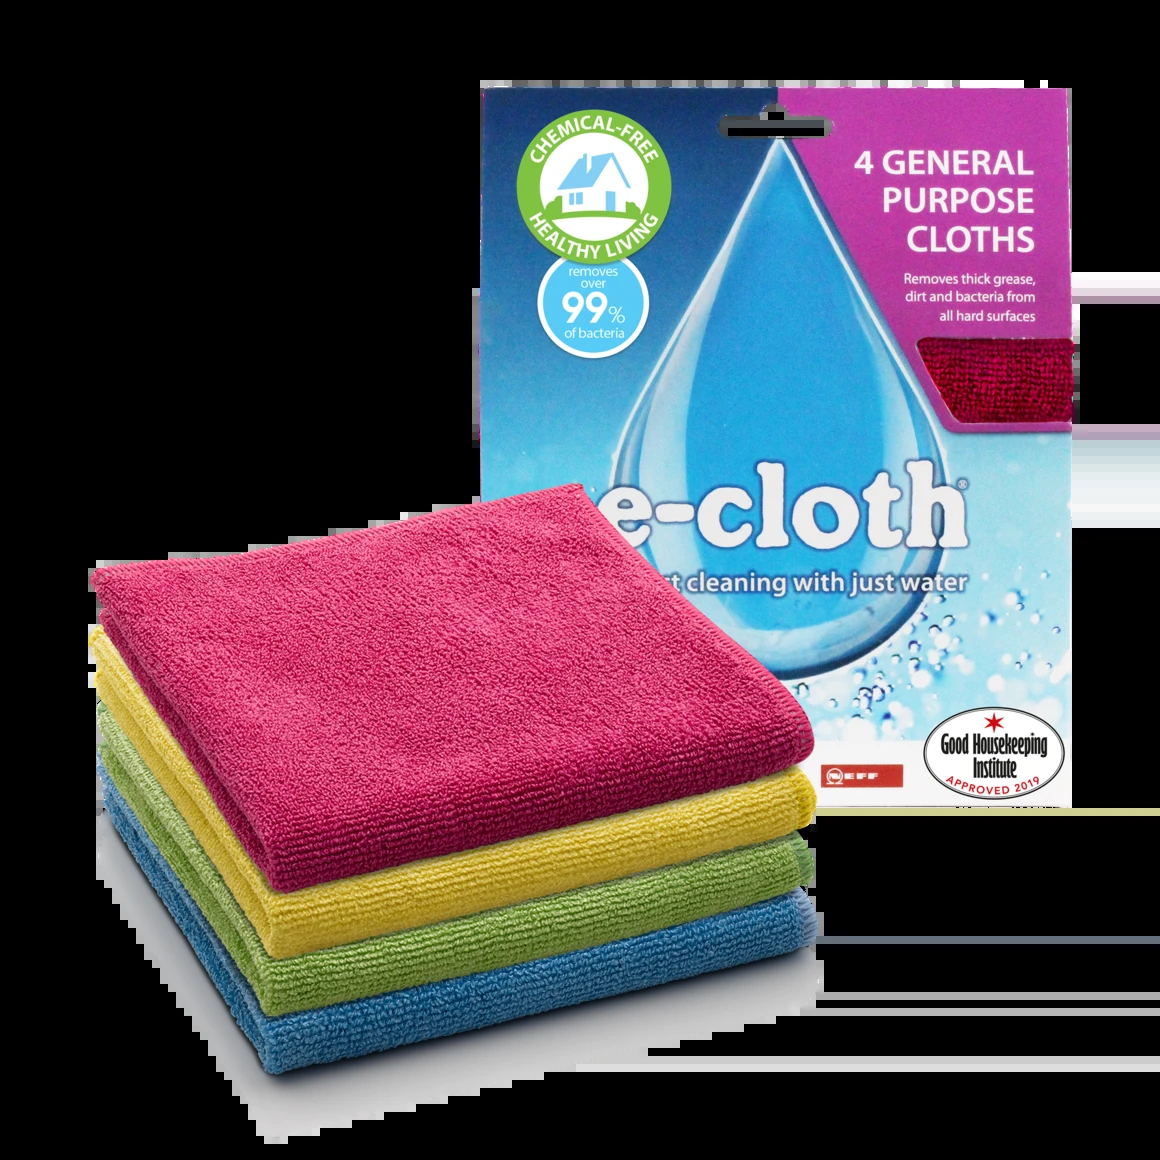 CHEMICAL-FREE
HEALTHY LIVING
removes
over
99%
of bacteria
4 GENERAL
PURPOSE
CLOTHS
Removes thick grease,
dirt and bacteria from
all hard surfaces
e-cloth®
cleaning with just water
NEFF
Good Housekeeping
Institute
APPROVED 2019